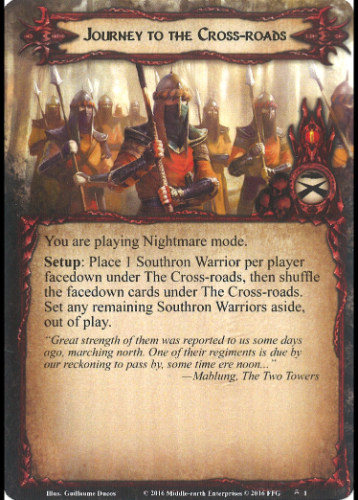 JOURNEY TO THE CROSS-ROADS
You are playing Nightmare mode.
Setup: Place 1 Southron Warrior per player
facedown under The Cross-roads, then shuffle
the facedown cards under The Cross-roads.
Set any remaining Southron Warriors aside,
out of play.
"Great strength of them was reported to us some days
ago, marching north. One of their regiments is due by
our reckoning to pass by, some time ere noon..."
—Mablung, The Two Towers
Illus. Guillaume Ducos © 2016 Middle-earth Enterprises © 2016 FFG 1